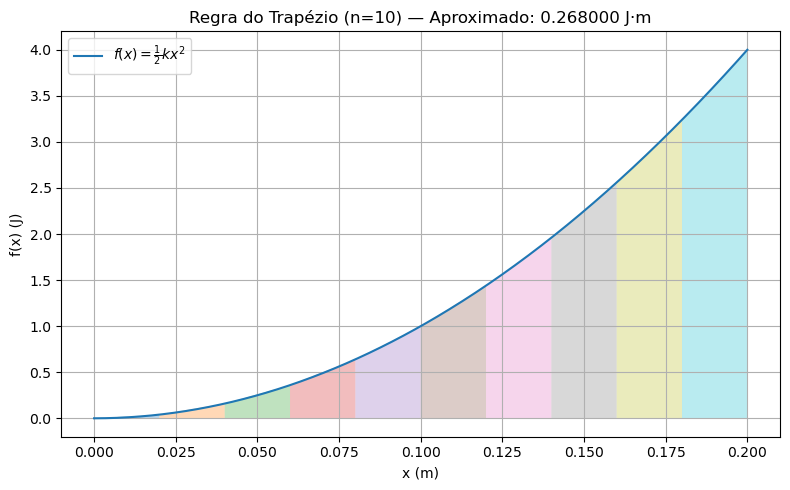 Regra do Trapézio (n=10) — Aproximado: 0.268000 J·m
f(x) = ½kx²
4.0
3.5
3.0
2.5
2.0
1.5
1.0
0.5
0.0
f(x) (J)
0.000 0.025 0.050 0.075 0.100 0.125 0.150 0.175 0.200
x (m)